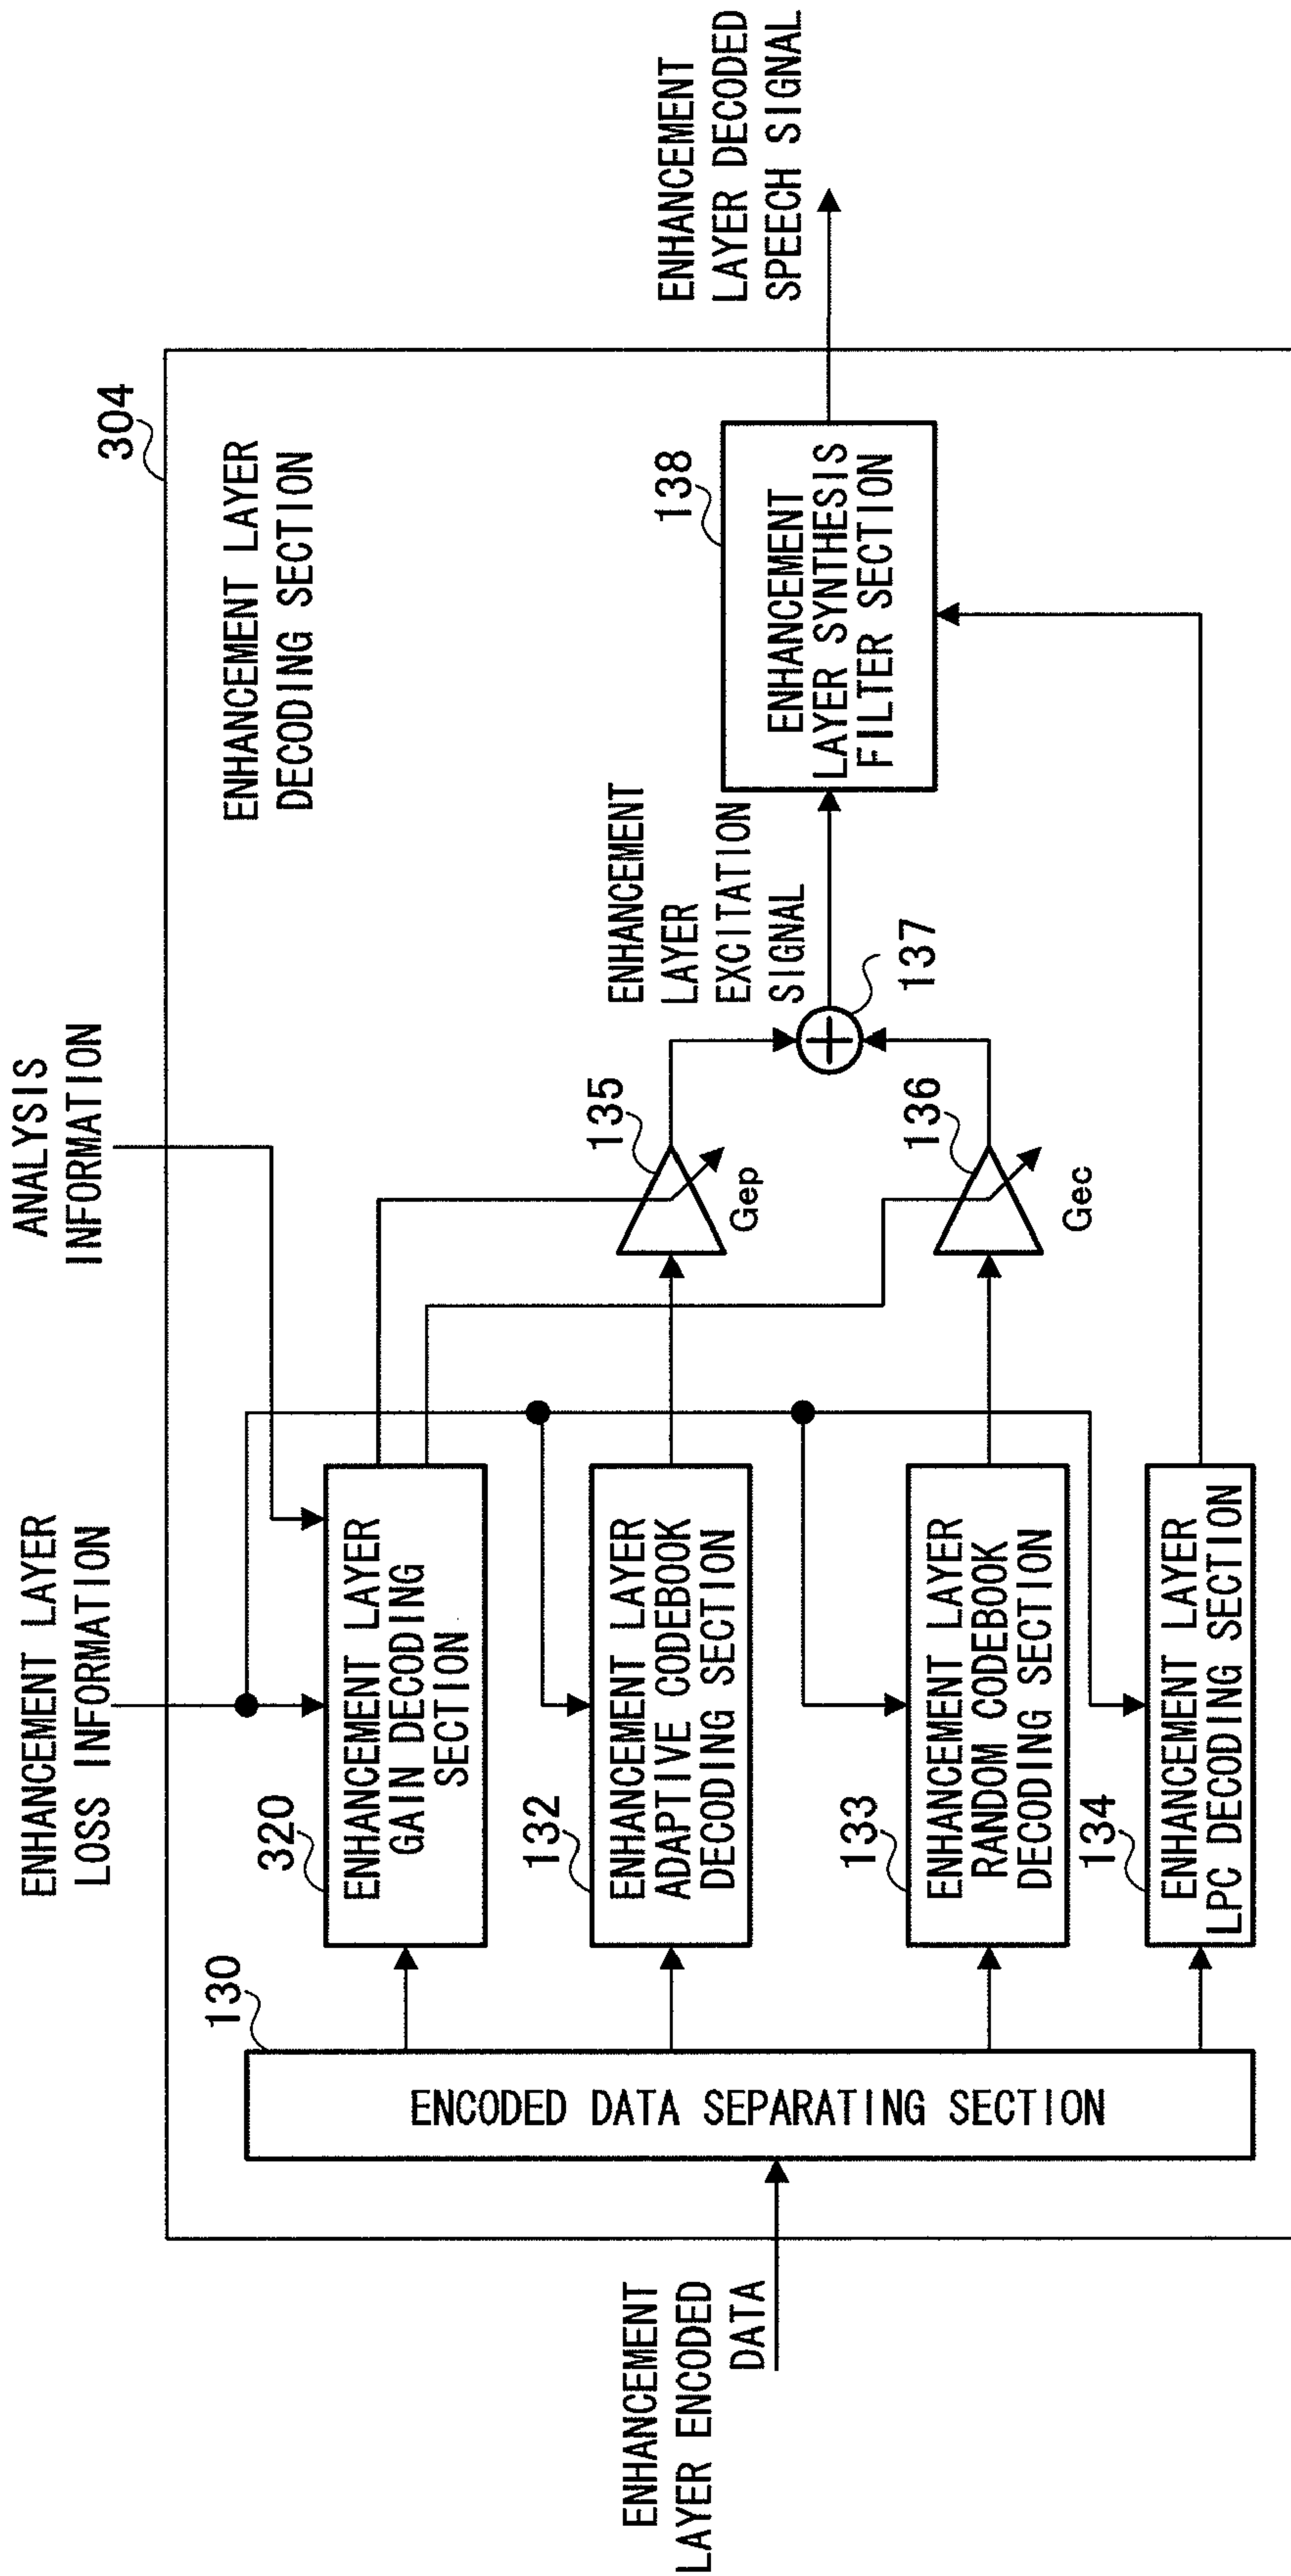 ENHANCEMENT LAYER
LOSS INFORMATION
ANALYSIS
INFORMATION
304
ENHANCEMENT LAYER
DECODING SECTION
130
ENCODED DATA SEPARATING SECTION
ENHANCEMENT
LAYER ENCODED
DATA
320
ENHANCEMENT LAYER
GAIN DECODING
SECTION
132
ENHANCEMENT LAYER
ADAPTIVE CODEBOOK
DECODING SECTION
133
ENHANCEMENT LAYER
RANDOM CODEBOOK
DECODING SECTION
134
ENHANCEMENT LAYER
LPC DECODING SECTION
135
Gep
136
Gec
137
ENHANCEMENT
LAYER
EXCITATION
SIGNAL
138
ENHANCEMENT
LAYER SYNTHESIS
FILTER SECTION
ENHANCEMENT
LAYER DECODED
SPEECH SIGNAL